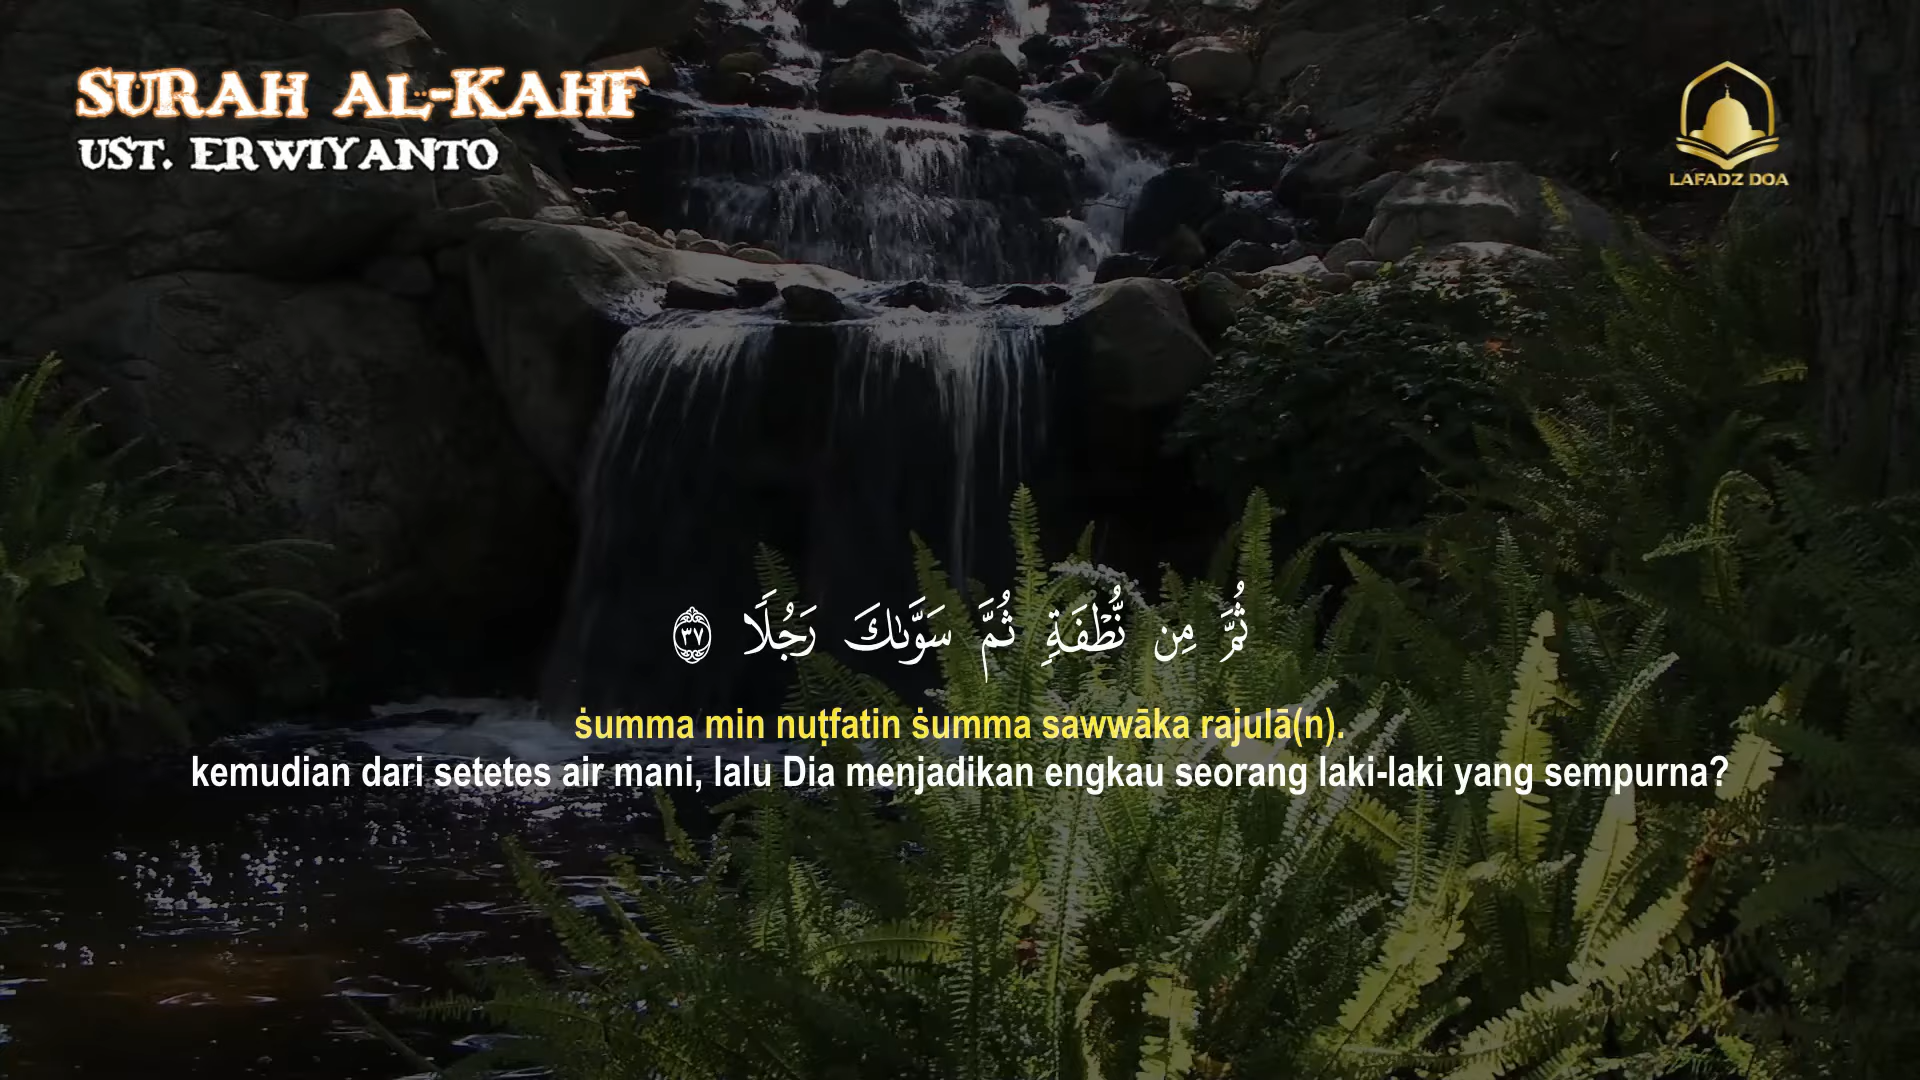 SURAH AL-KAHF
UST. ERWIYANTO
LAFADZ DOA
ثُمَّ مِن نُّطْفَةٍ ثُمَّ سَوَّىٰكَ رَجُلًا ٣٧
ṡumma min nuṭfatin ṡumma sawwāka rajulā(n).
kemudian dari setetes air mani, lalu Dia menjadikan engkau seorang laki-laki yang sempurna?